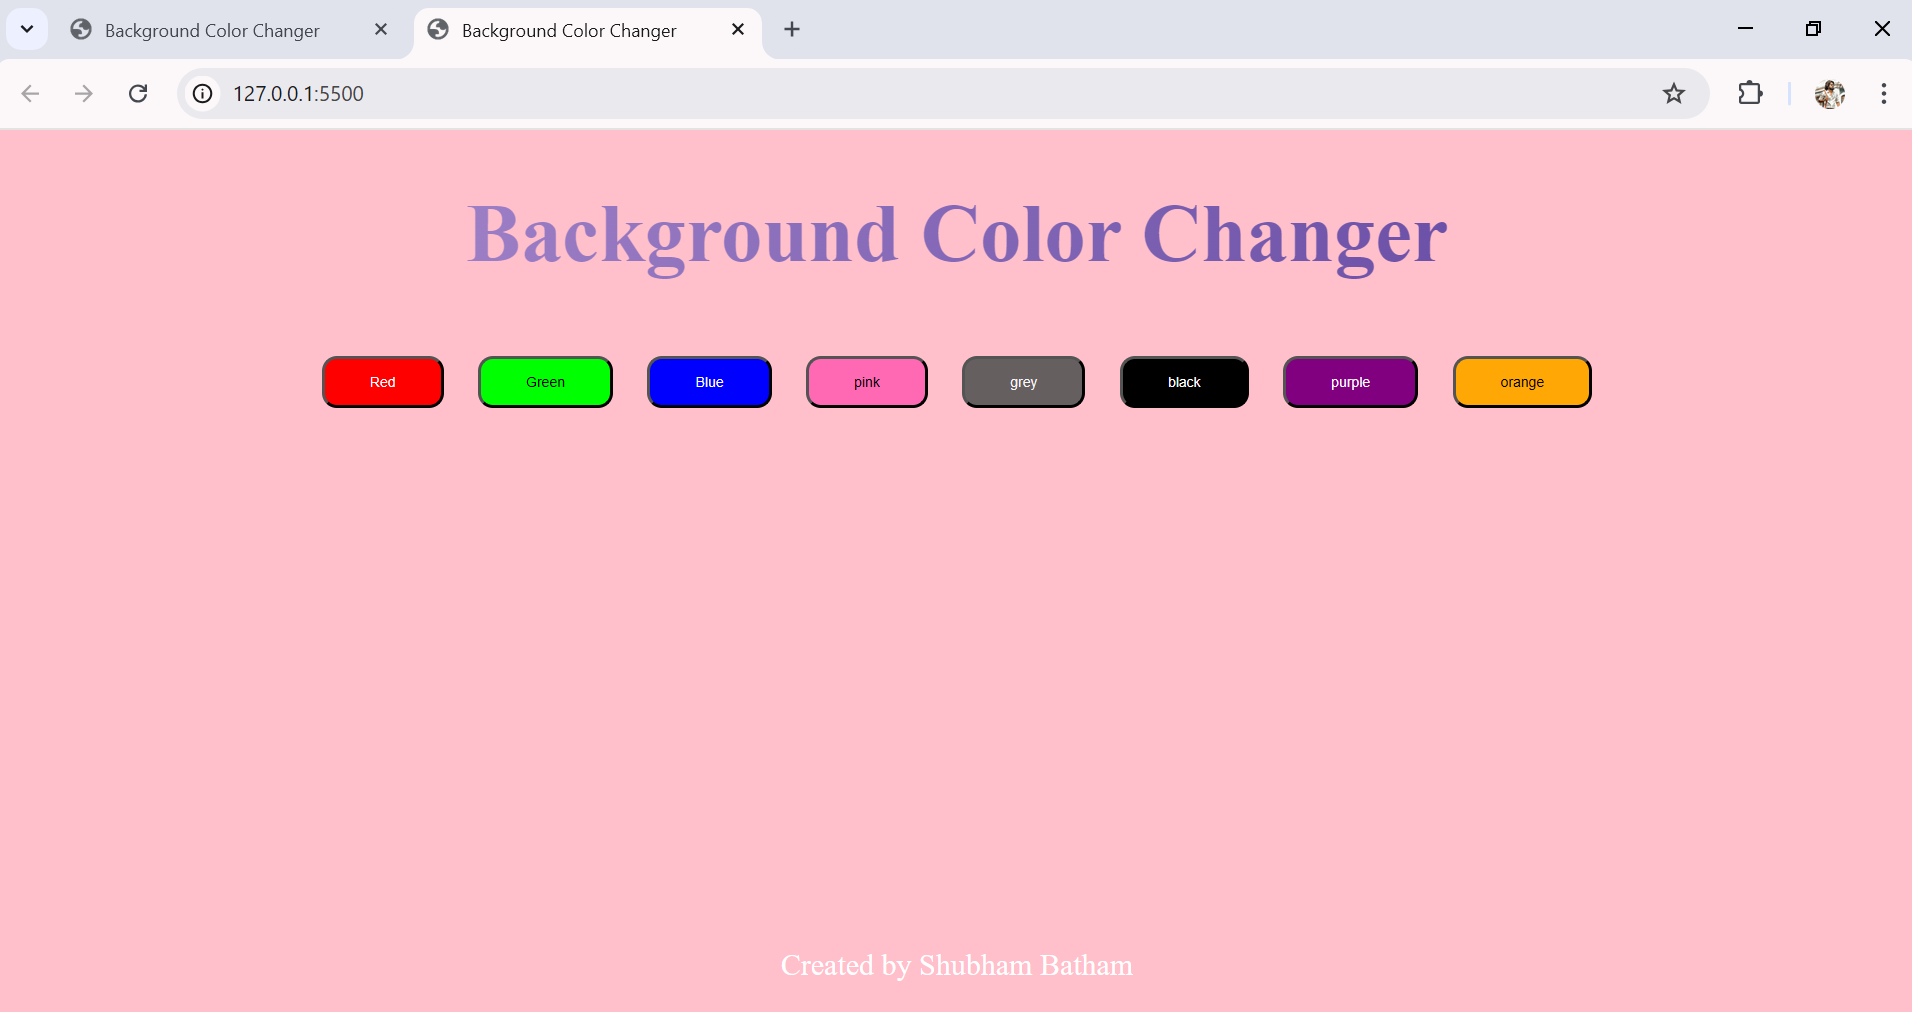 Background Color Changer
Background Color Changer
127.0.0.1:5500
Background Color Changer
Red
Green
Blue
pink
grey
black
purple
orange
Created by Shubham Batham